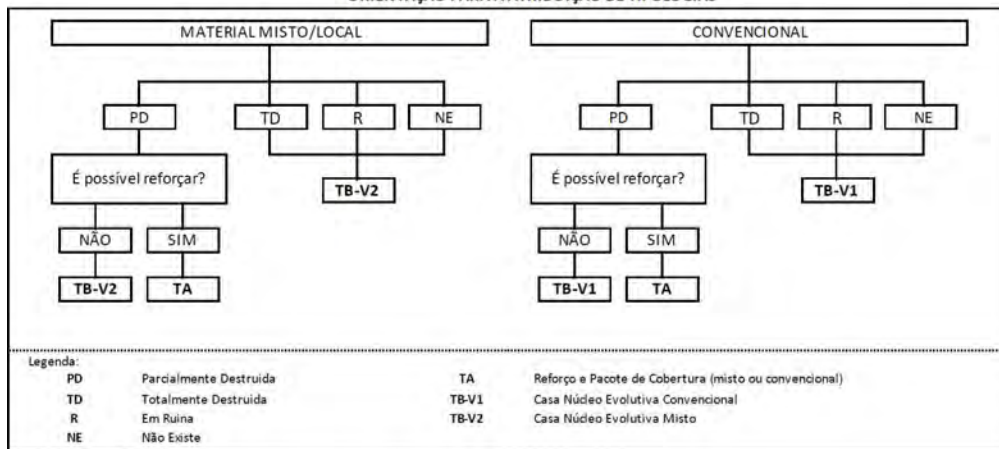 MATERIAL MISTO/LOCAL
PD TD R NE
É possível reforçar?
TB-V2
NÃO SIM
TB-V2 TA
CONVENCIONAL
PD TD R NE
É possível reforçar?
TB-V1
NÃO SIM
TB-V1 TA
Legenda:
PD Parcialmente Destruida
TD Totalmente Destruida
R Em Ruina
NE Não Existe
TA Reforço e Pacote de Cobertura (misto ou convencional)
TB-V1 Casa Núcleo Evolutiva Convencional
TB-V2 Casa Núcleo Evolutiva Misto